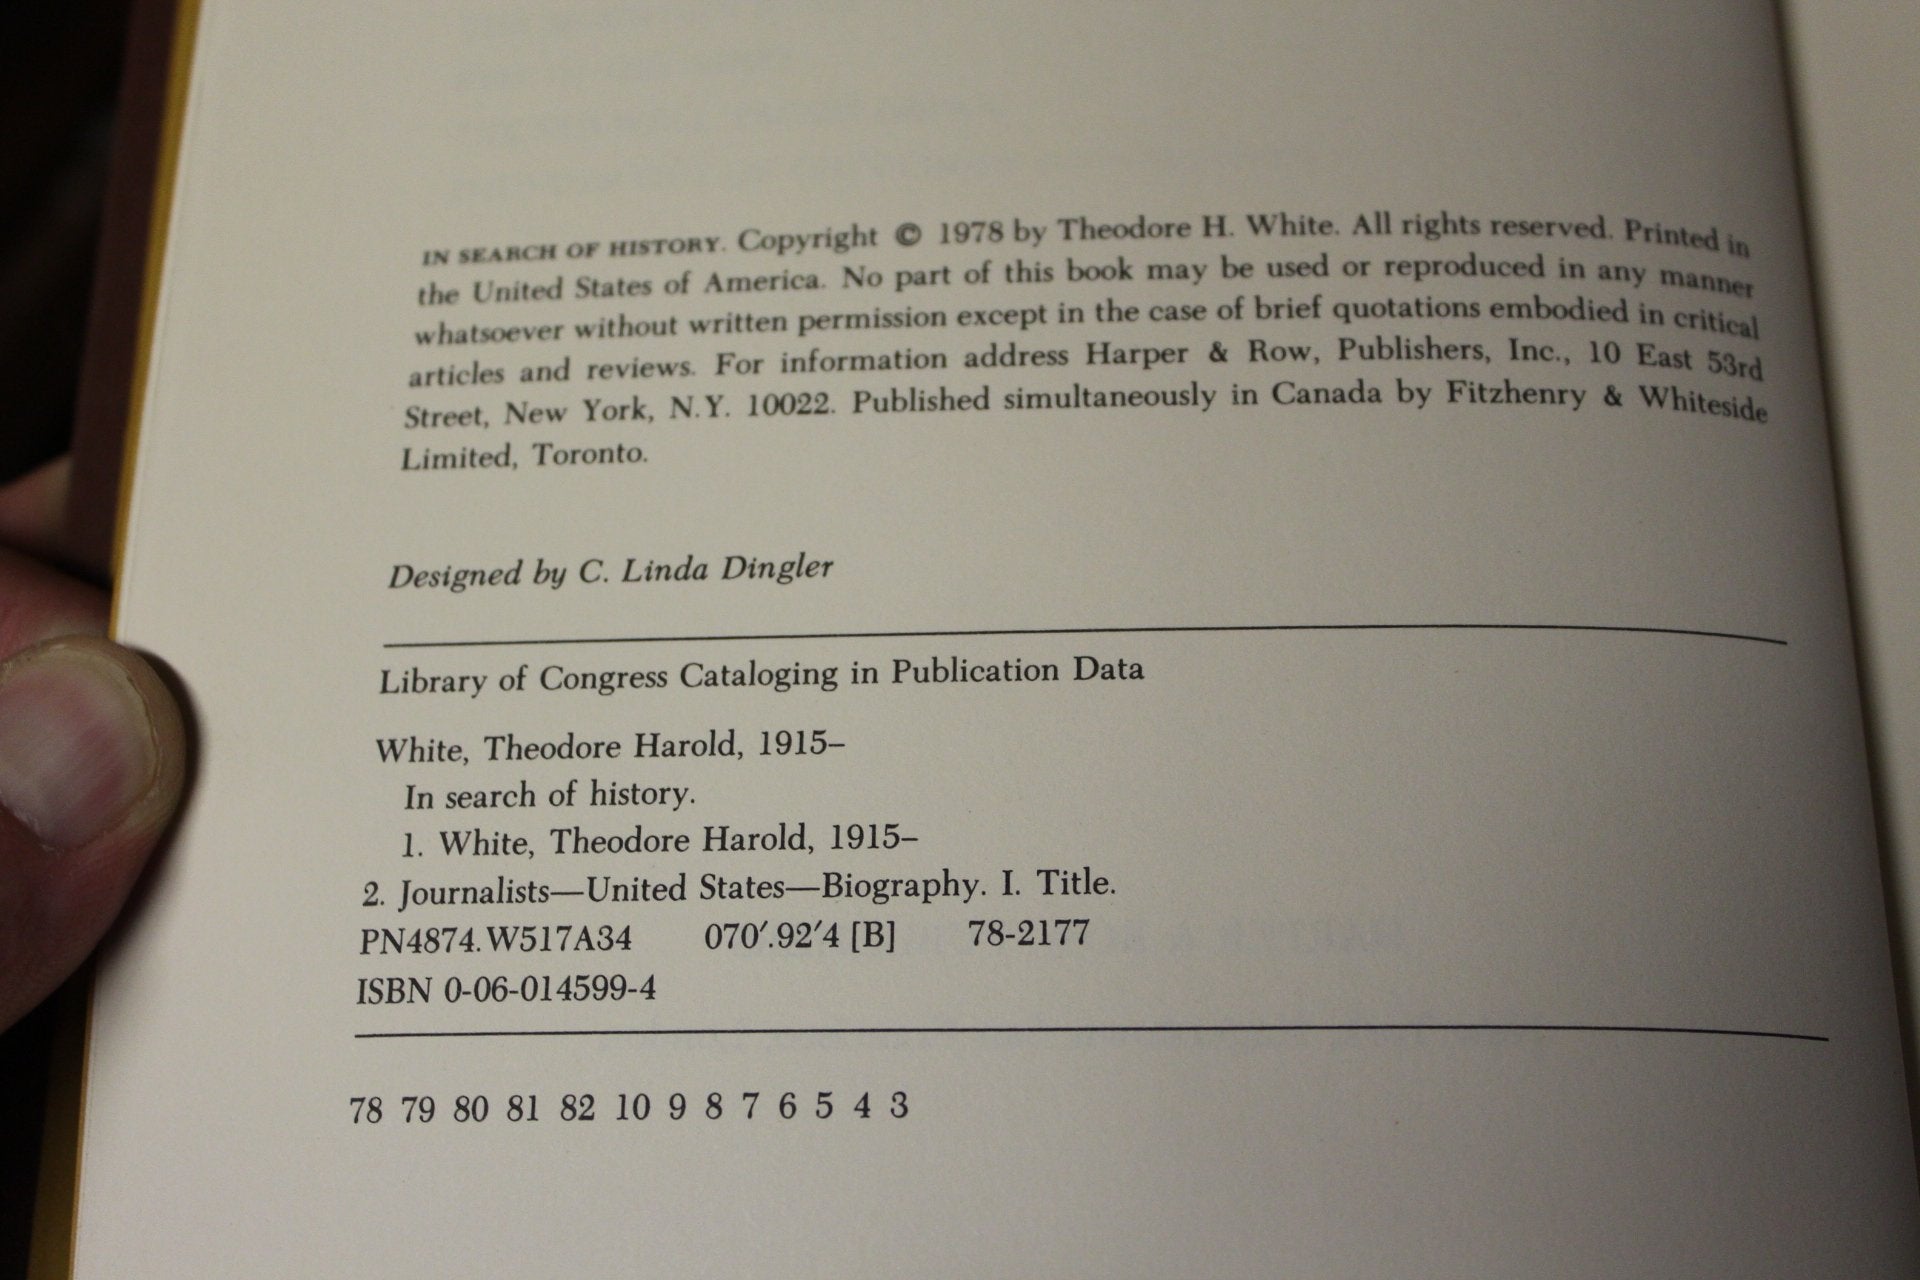 IN SEARCH OF HISTORY. Copyright © 1978 by Theodore H. White. All rights reserved. Printed in
the United States of America. No part of this book may be used or reproduced in any manner
whatsoever without written permission except in the case of brief quotations embodied in critical
articles and reviews. For information address Harper & Row, Publishers, Inc., 10 East 53rd
Street, New York, N.Y. 10022. Published simultaneously in Canada by Fitzhenry & Whiteside
Limited, Toronto.
Designed by C. Linda Dingler
Library of Congress Cataloging in Publication Data
White, Theodore Harold, 1915–
In search of history.
1. White, Theodore Harold, 1915–
2. Journalists—United States—Biography. I. Title.
PN4874.W517A34 070′.92′4 [B] 78-2177
ISBN 0-06-014599-4
78 79 80 81 82 10 9 8 7 6 5 4 3